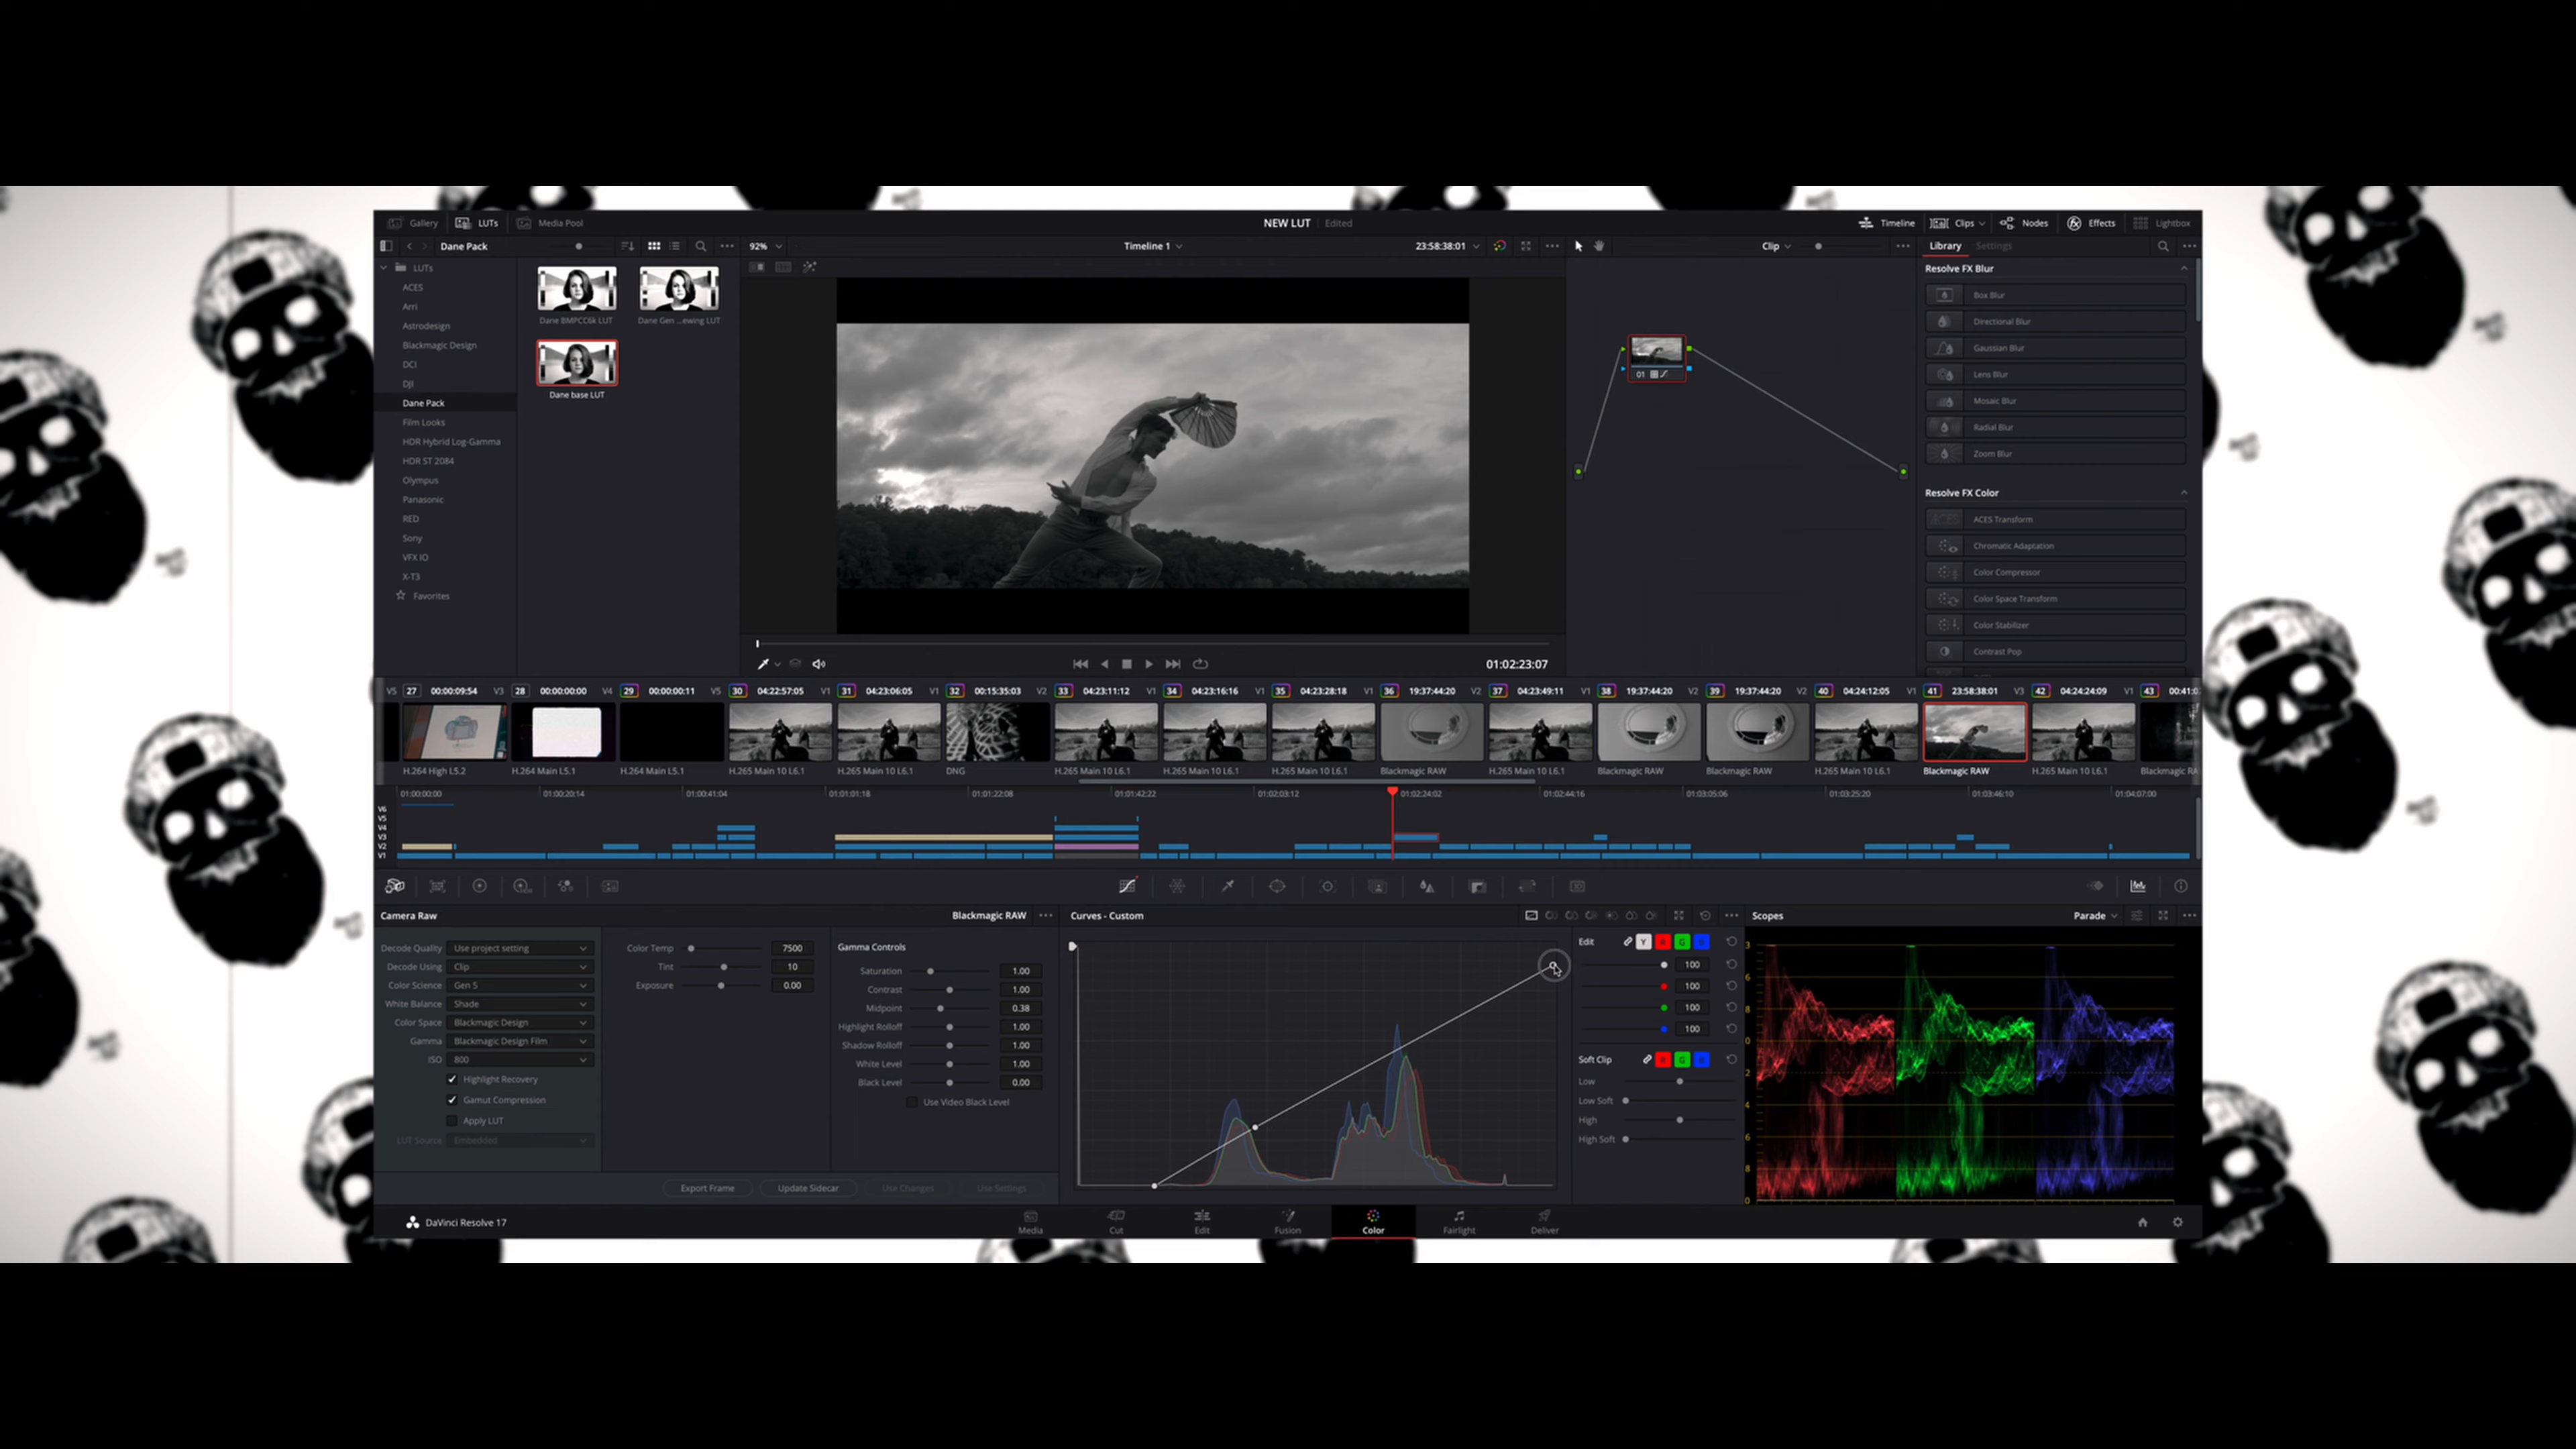 Gallery LUTs Media Pool NEW LUT Edited Timeline Clips Nodes Effects Lightbox
Dane Pack 92% Timeline 1 23:58:38:01 Clip Library Settings
LUTs
ACES
Arri
Astrodesign
Blackmagic Design
DCI
DJI
Dane Pack
Film Looks
HDR Hybrid Log-Gamma
HDR ST 2084
Olympus
Panasonic
RED
Sony
VFX IO
X-T3
Favorites
Dane BMPCC6k LUT Dane Gen ...ewing LUT
Dane base LUT
01
01:02:23:07
Resolve FX Blur
Box Blur
Directional Blur
Gaussian Blur
Lens Blur
Mosaic Blur
Radial Blur
Zoom Blur
Resolve FX Color
ACES Transform
Chromatic Adaptation
Color Compressor
Color Space Transform
Color Stabilizer
Contrast Pop
V5 27 00:00:09:54 V3 28 00:00:00:00 V4 29 00:00:00:11 V5 30 04:22:57:05 V1 31 04:23:06:05 V1 32 00:15:35:03 V2 33 04:23:11:12 V1 34 04:23:16:16 V1 35 04:23:28:18 V1 36 19:37:44:20 V2 37 04:23:49:11 V1 38 19:37:44:20 V2 39 19:37:44:20 V2 40 04:24:12:05 V1 41 23:58:38:01 V3 42 04:24:24:09 V1 43 00:41:0
H.264 High L5.2 H.264 Main L5.1 H.264 Main L5.1 H.265 Main 10 L6.1 H.265 Main 10 L6.1 DNG H.265 Main 10 L6.1 H.265 Main 10 L6.1 H.265 Main 10 L6.1 Blackmagic RAW H.265 Main 10 L6.1 Blackmagic RAW Blackmagic RAW H.265 Main 10 L6.1 Blackmagic RAW H.265 Main 10 L6.1 Blackmagic RA
01:00:00:00 01:00:20:14 01:00:41:04 01:01:01:18 01:01:22:08 01:01:42:22 01:02:03:12 01:02:24:02 01:02:44:16 01:03:05:06 01:03:25:20 01:03:46:10 01:04:07:00
V6
V5
V4
V3
V2
V1
Camera Raw Blackmagic RAW
Decode Quality Use project setting
Decode Using Clip
Color Science Gen 5
White Balance Shade
Color Space Blackmagic Design
Gamma Blackmagic Design Film
ISO 800
Highlight Recovery
Gamut Compression
Apply LUT
LUT Source Embedded
Color Temp 7500
Tint 10
Exposure 0.00
Gamma Controls
Saturation 1.00
Contrast 1.00
Midpoint 0.38
Highlight Rolloff 1.00
Shadow Rolloff 1.00
White Level 1.00
Black Level 0.00
Use Video Black Level
Export Frame Update Sidecar Use Changes Use Settings
Curves - Custom
Edit Y R G B
100
100
100
100
Soft Clip R G B
Low
Low Soft
High
High Soft
Scopes Parade
DaVinci Resolve 17 Media Cut Edit Fusion Color Fairlight Deliver